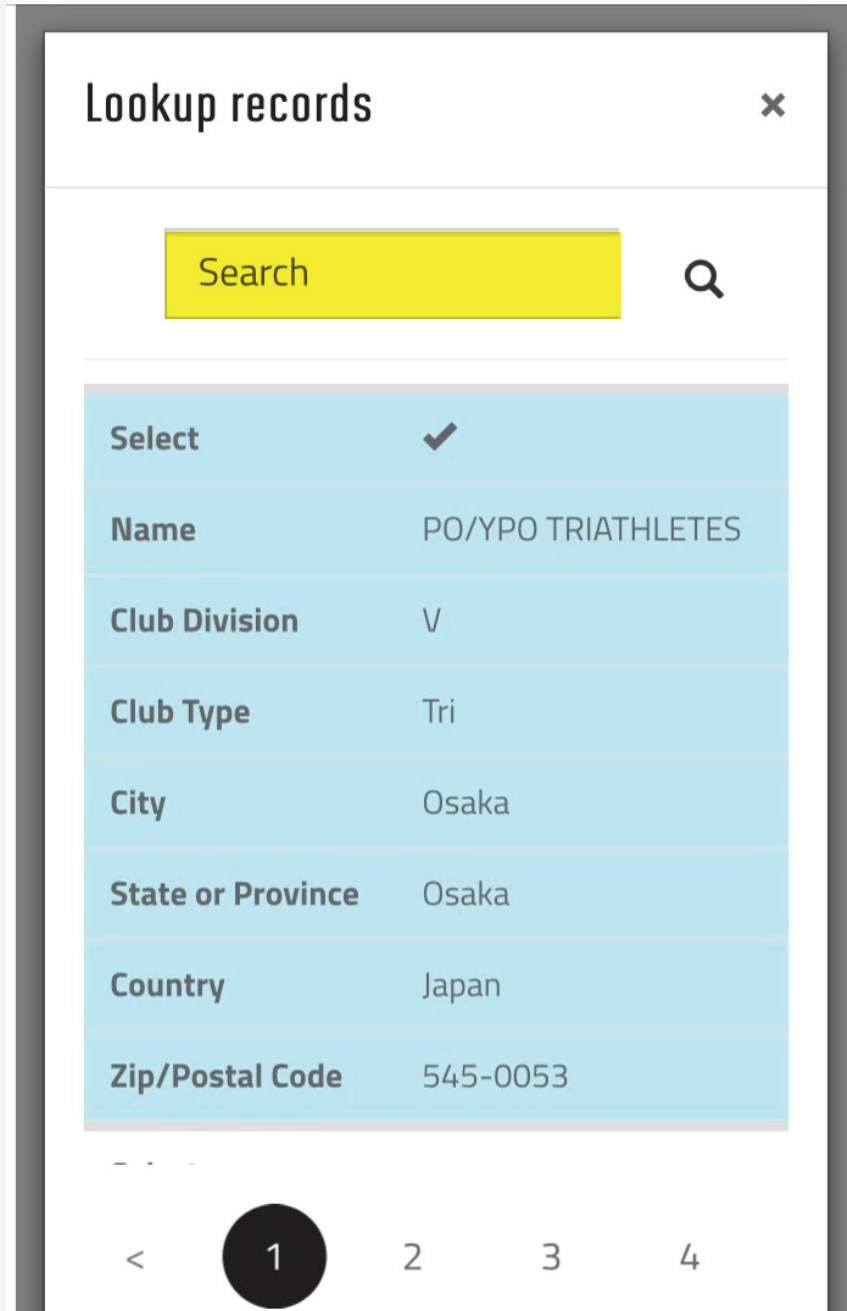 Lookup records ×
Search
Select ✔
Name PO/YPO TRIATHLETES
Club Division V
Club Type Tri
City Osaka
State or Province Osaka
Country Japan
Zip/Postal Code 545-0053
< 1 2 3 4